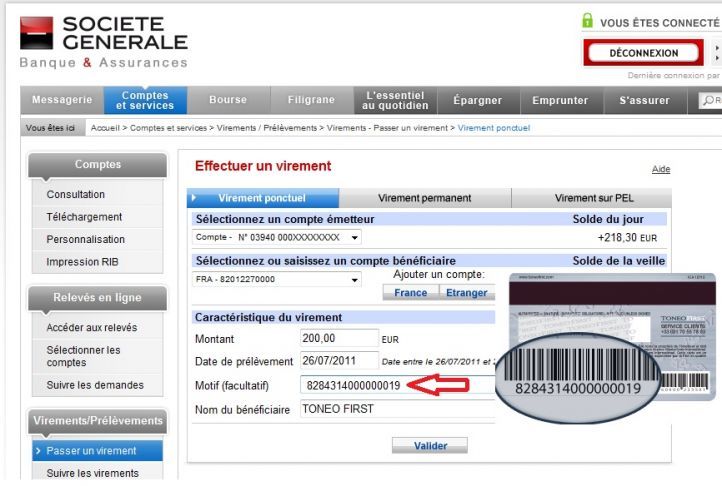 SOCIETE
GENERALE
Banque & Assurances
VOUS ÊTES CONNECTÉ
DÉCONNEXION
Dernière connexion par
Messagerie
Comptes
et services
Bourse
Filigrane
L'essentiel
au quotidien
Épargner
Emprunter
S'assurer
Vous êtes ici
Accueil > Comptes et services > Virements / Prélèvements > Virements - Passer un virement > Virement ponctuel
Comptes
Consultation
Téléchargement
Personnalisation
Impression RIB
Relevés en ligne
Accéder aux relevés
Sélectionner les
comptes
Suivre les demandes
Virements/Prélèvements
Passer un virement
Suivre les virements
Effectuer un virement
Aide
Virement ponctuel
Virement permanent
Virement sur PEL
Sélectionnez un compte émetteur
Solde du jour
Compte - N° 03940 000XXXXXXXX
+218,30 EUR
Sélectionnez ou saisissez un compte bénéficiaire
Solde de la veille
FRA - 82012270000
Ajouter un compte:
France
Etranger
Caractéristique du virement
Montant
200,00
EUR
Date de prélèvement
26/07/2011
Date entre le 26/07/2011 et
Motif (facultatif)
8284314000000019
Nom du bénéficiaire
TONEO FIRST
Valider
TONEO FIRST
SERVICE CLIENTS
8284314000000019